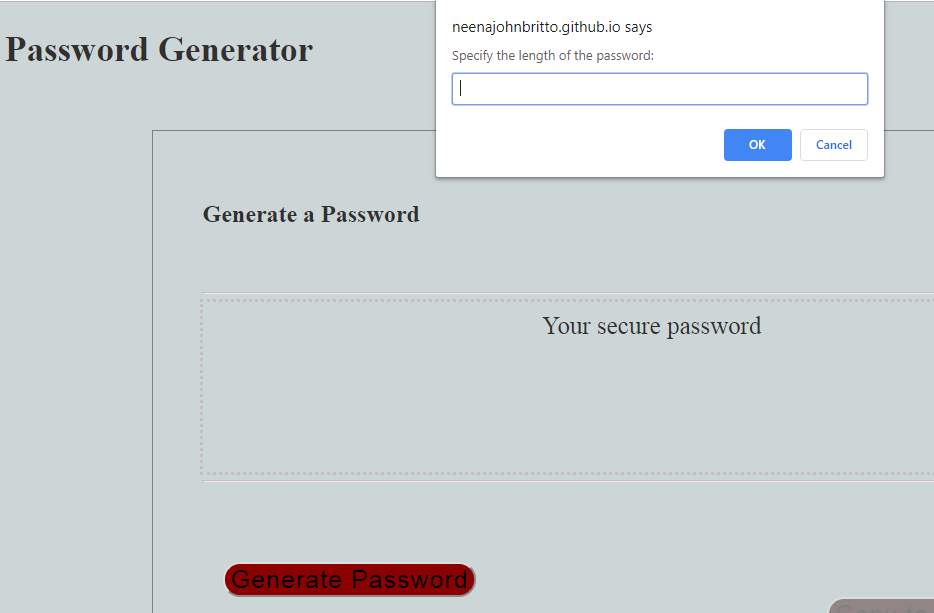 Password Generator
neenajohnbritto.github.io says
Specify the length of the password:
OK
Cancel
Generate a Password
Your secure password
Generate Password